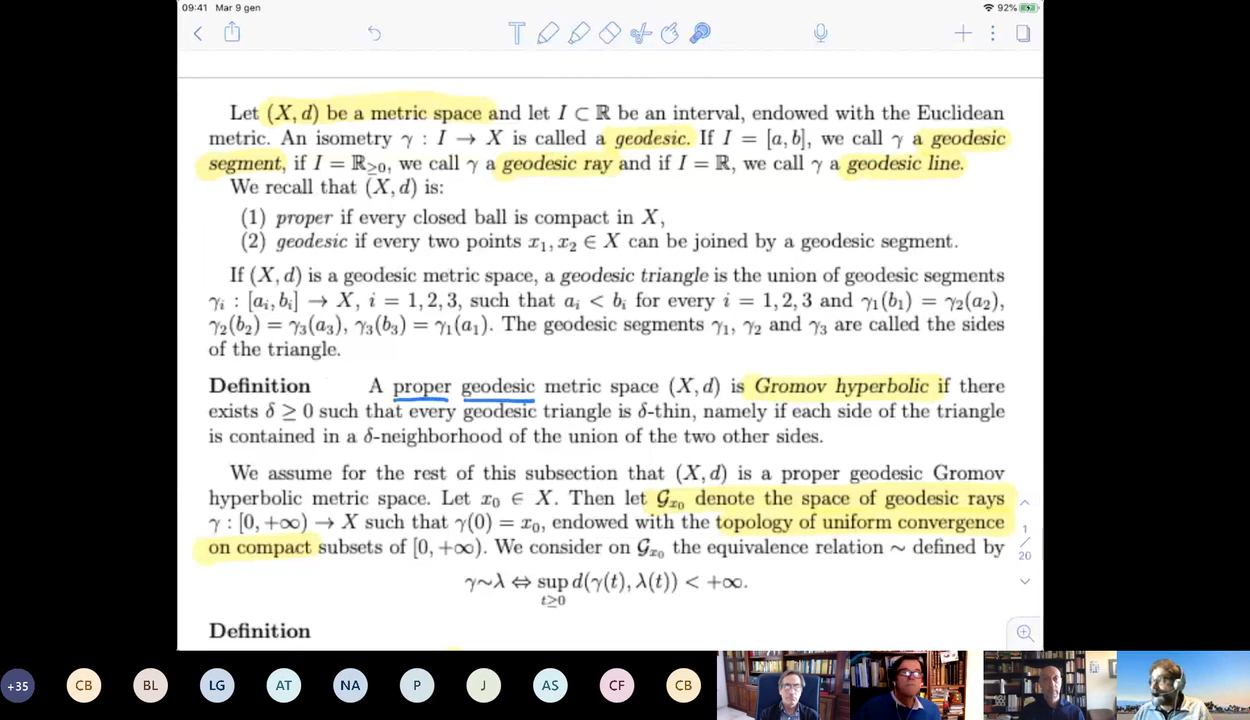 09:41 Mar 9 gen
92%
Let (X, d) be a metric space and let I ⊂ ℝ be an interval, endowed with the Euclidean
metric. An isometry γ : I → X is called a geodesic. If I = [a, b], we call γ a geodesic
segment, if I = ℝ≥0, we call γ a geodesic ray and if I = ℝ, we call γ a geodesic line.
We recall that (X, d) is:
(1) proper if every closed ball is compact in X,
(2) geodesic if every two points x₁, x₂ ∈ X can be joined by a geodesic segment.
If (X, d) is a geodesic metric space, a geodesic triangle is the union of geodesic segments
γᵢ : [aᵢ, bᵢ] → X, i = 1, 2, 3, such that aᵢ < bᵢ for every i = 1, 2, 3 and γ₁(b₁) = γ₂(a₂),
γ₂(b₂) = γ₃(a₃), γ₃(b₃) = γ₁(a₁). The geodesic segments γ₁, γ₂ and γ₃ are called the sides
of the triangle.
Definition A proper geodesic metric space (X, d) is Gromov hyperbolic if there
exists δ ≥ 0 such that every geodesic triangle is δ-thin, namely if each side of the triangle
is contained in a δ-neighborhood of the union of the two other sides.
We assume for the rest of this subsection that (X, d) is a proper geodesic Gromov
hyperbolic metric space. Let x₀ ∈ X. Then let 𝒢ₓ₀ denote the space of geodesic rays
γ : [0, +∞) → X such that γ(0) = x₀, endowed with the topology of uniform convergence
on compact subsets of [0, +∞). We consider on 𝒢ₓ₀ the equivalence relation ∼ defined by
γ∼λ ⇔ sup d(γ(t), λ(t)) < +∞.
t≥0
Definition
1
/
20
+35
CB
BL
LG
AT
NA
P
J
AS
CF
CB